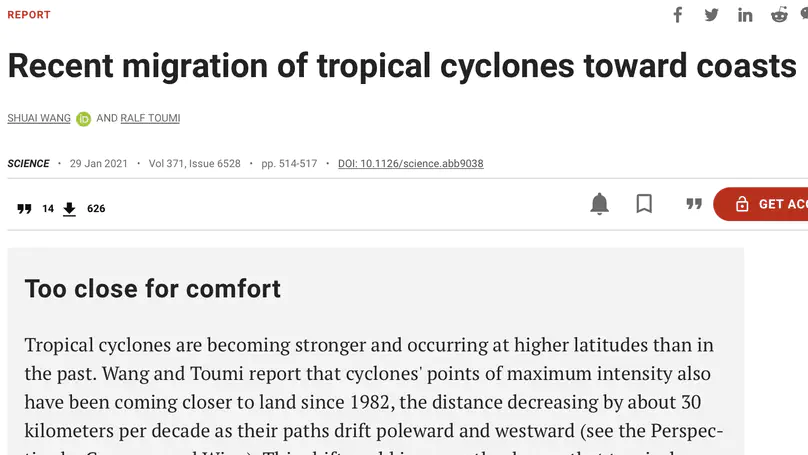 REPORT
Recent migration of tropical cyclones toward coasts
SHUAI WANG iD AND RALF TOUMI
SCIENCE • 29 Jan 2021 • Vol 371, Issue 6528 • pp. 514-517 • DOI: 10.1126/science.abb9038
14 626
GET ACC
Too close for comfort
Tropical cyclones are becoming stronger and occurring at higher latitudes than in
the past. Wang and Toumi report that cyclones' points of maximum intensity also
have been coming closer to land since 1982, the distance decreasing by about 30
kilometers per decade as their paths drift poleward and westward (see the Perspec-